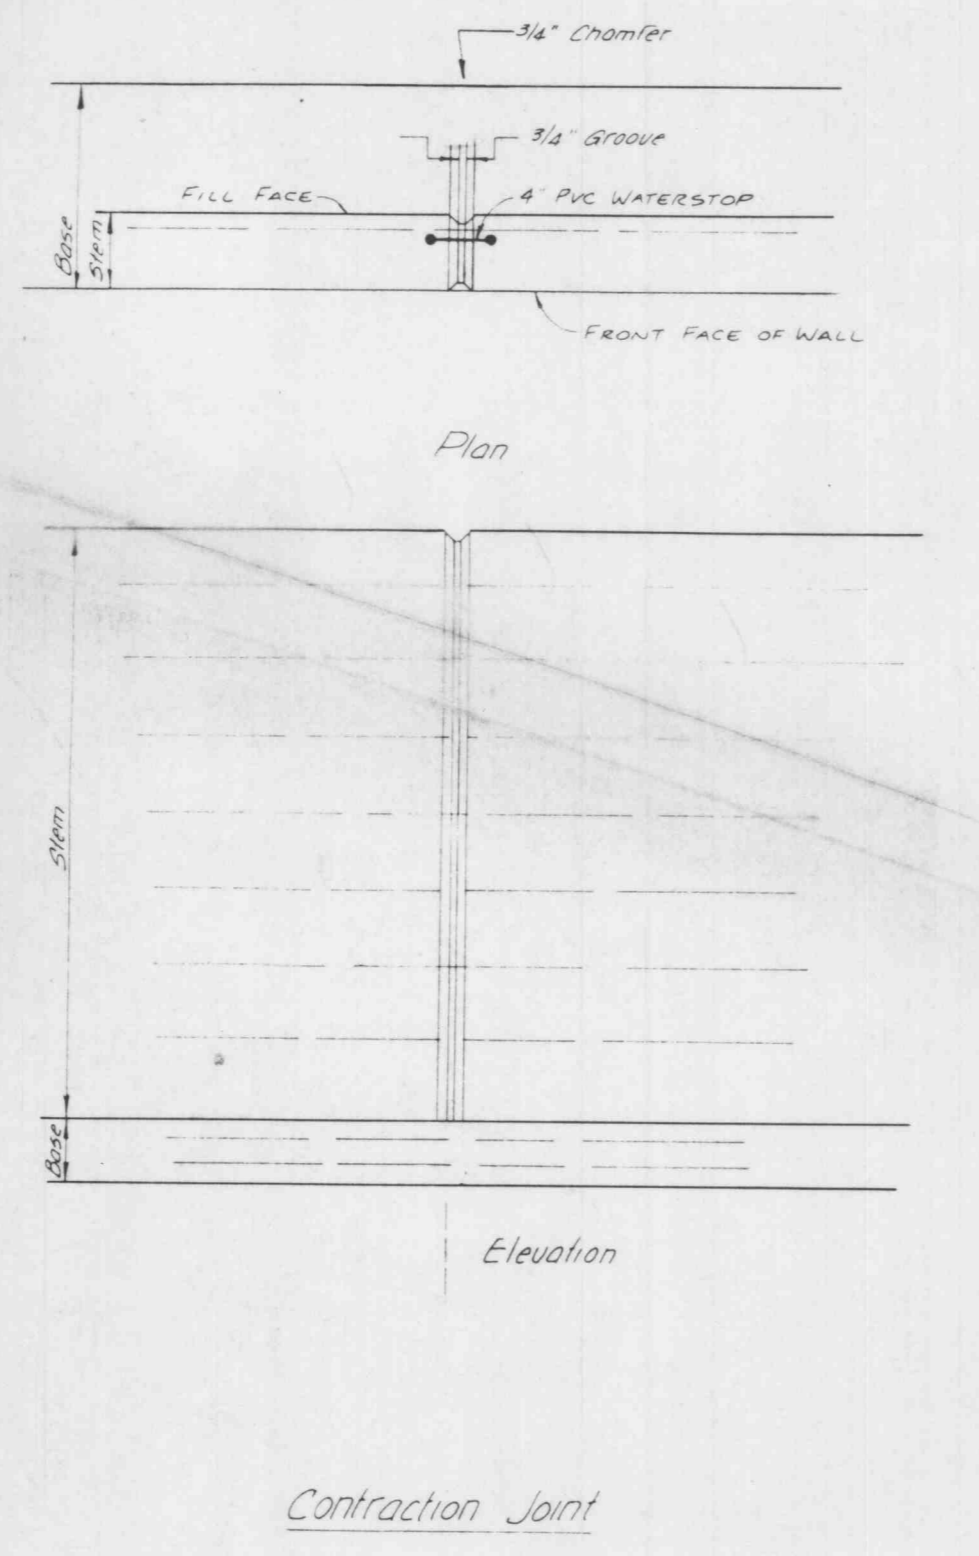 3/4" Chamfer
3/4" Groove
FILL FACE
4" PVC WATERSTOP
Base
Stem
FRONT FACE OF WALL
Plan
Stem
Base
Elevation
Contraction Joint